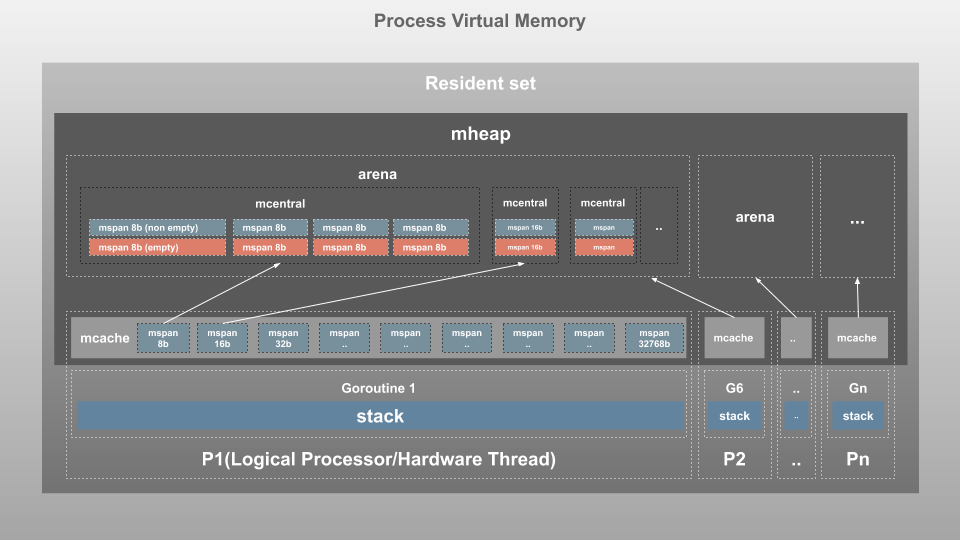 Process Virtual Memory
Resident set
mheap
arena
mcentral
mspan 8b (non empty) mspan 8b mspan 8b mspan 8b
mspan 8b (empty) mspan 8b mspan 8b mspan 8b
mcentral
mspan 16b
mspan 16b
mcentral
mspan
mspan
..
arena
...
mcache
mspan
8b
mspan
16b
mspan
32b
mspan
..
mspan
..
mspan
..
mspan
..
mspan
..
mspan
32768b
mcache
..
mcache
Goroutine 1
stack
G6
stack
..
..
Gn
stack
P1(Logical Processor/Hardware Thread)
P2
..
Pn